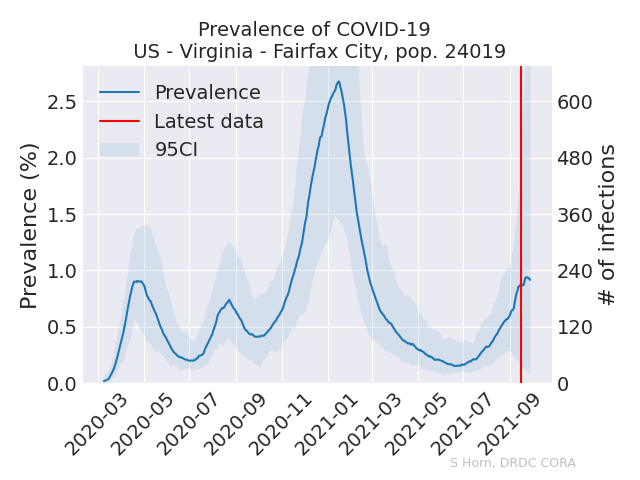 Prevalence of COVID-19
US - Virginia - Fairfax City, pop. 24019
Prevalence
Latest data
95CI
Prevalence (%)
2.5
2.0
1.5
1.0
0.5
0.0
# of infections
600
480
360
240
120
0
2020-03
2020-05
2020-07
2020-09
2020-11
2021-01
2021-03
2021-05
2021-07
2021-09
S Horn, DRDC CORA